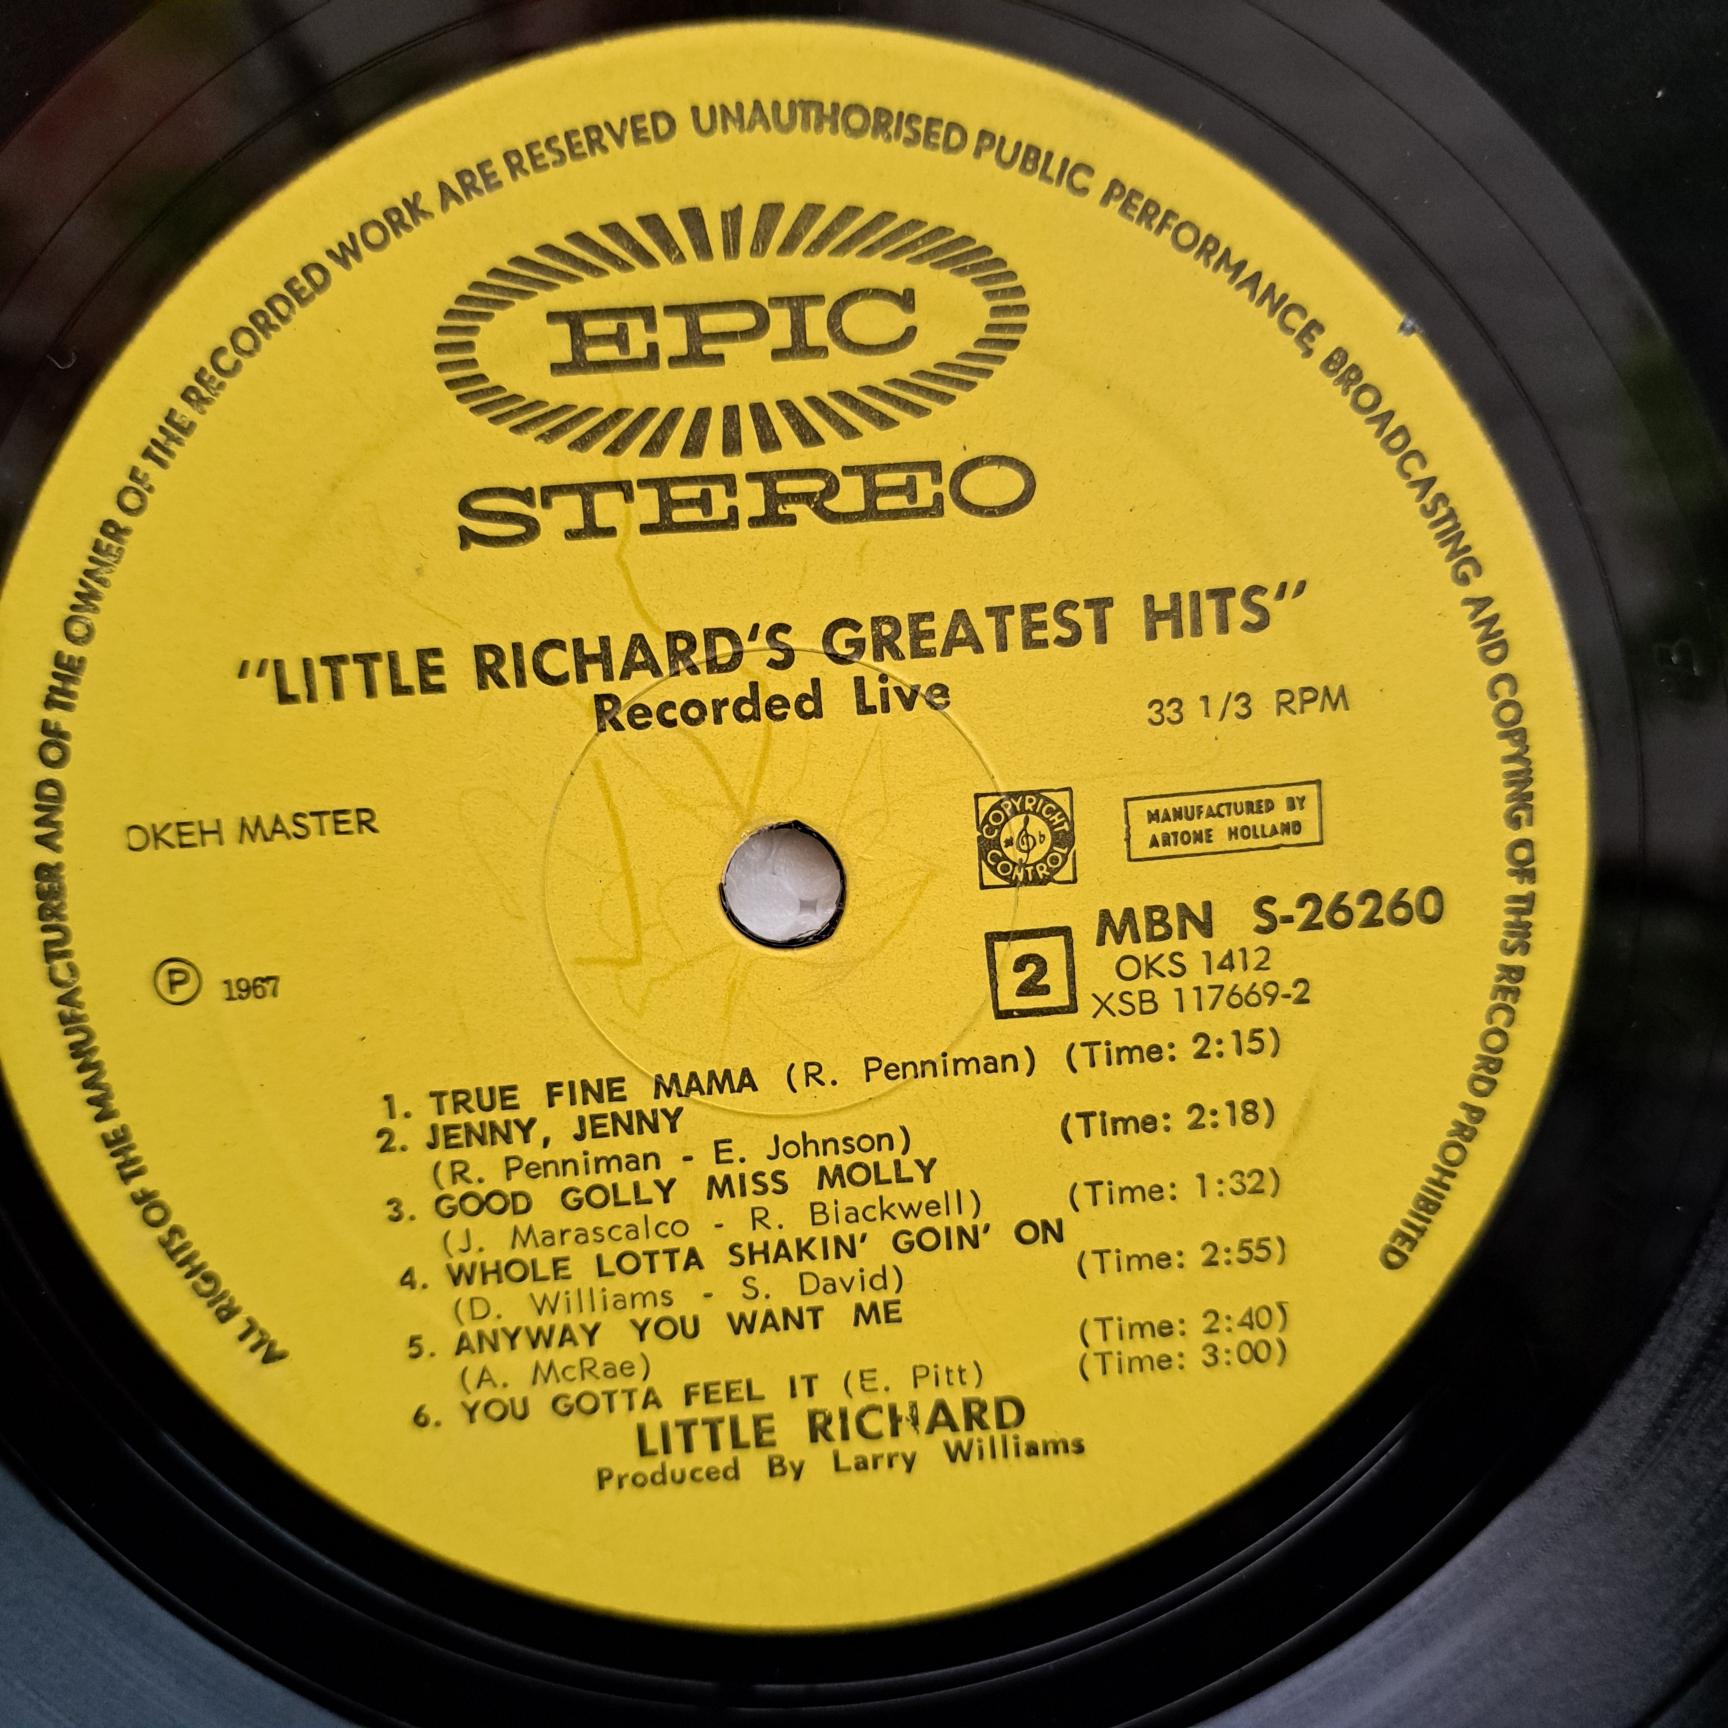 ALL RIGHTS OF THE MANUFACTURER AND OF THE OWNER OF THE RECORDED WORK ARE RESERVED UNAUTHORISED PUBLIC PERFORMANCE, BROADCASTING AND COPYING OF THIS RECORD PROHIBITED
EPIC
STEREO
"LITTLE RICHARD'S GREATEST HITS"
Recorded Live
33 1/3 RPM
OKEH MASTER
COPYRIGHT CONTROL
MANUFACTURED BY
ARTONE HOLLAND
MBN S-26260
2
OKS 1412
XSB 117669-2
Ⓟ 1967
1. TRUE FINE MAMA (R. Penniman) (Time: 2:15)
2. JENNY, JENNY
(R. Penniman - E. Johnson) (Time: 2:18)
3. GOOD GOLLY MISS MOLLY
(J. Marascalco - R. Biackwell) (Time: 1:32)
4. WHOLE LOTTA SHAKIN' GOIN' ON
(D. Williams - S. David) (Time: 2:55)
5. ANYWAY YOU WANT ME
(A. McRae) (Time: 2:40)
6. YOU GOTTA FEEL IT (E. Pitt) (Time: 3:00)
LITTLE RICHARD
Produced By Larry Williams